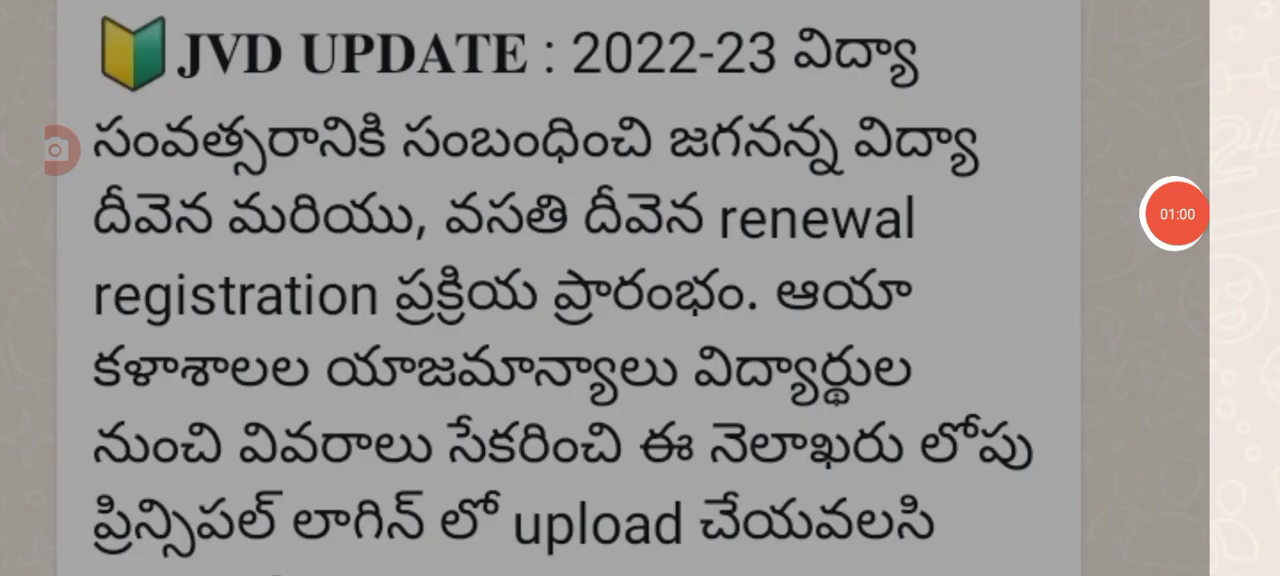 🔰JVD UPDATE : 2022-23 విద్యా
సంవత్సరానికి సంబంధించి జగనన్న విద్యా
దీవెన మరియు, వసతి దీవెన renewal
registration ప్రక్రియ ప్రారంభం. ఆయా
కళాశాలల యాజమాన్యాలు విద్యార్థుల
నుంచి వివరాలు సేకరించి ఈ నెలాఖరు లోపు
ప్రిన్సిపల్ లాగిన్ లో upload చేయవలసి
01:00